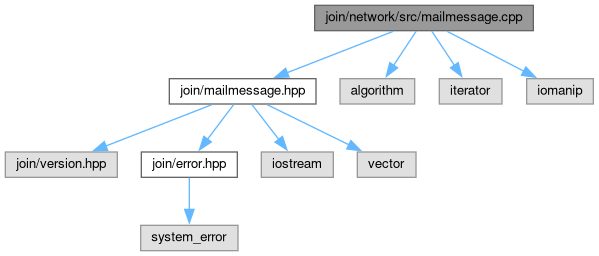 join/network/src/mailmessage.cpp
join/mailmessage.hpp
algorithm
iterator
iomanip
join/version.hpp
join/error.hpp
iostream
vector
system_error